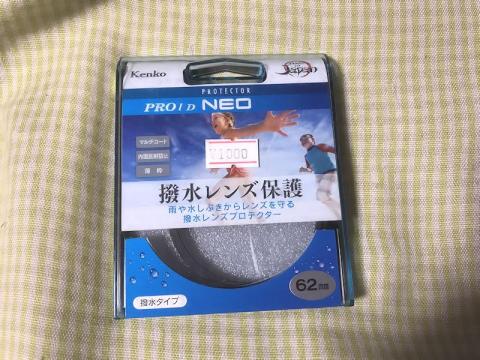 Kenko
Japan
PROTECTOR
PRO1D NEO
マルチコート
内面反射防止
薄枠
¥1000
撥水レンズ保護
雨や水しぶきからレンズを守る
撥水レンズプロテクター
62mm
撥水タイプ